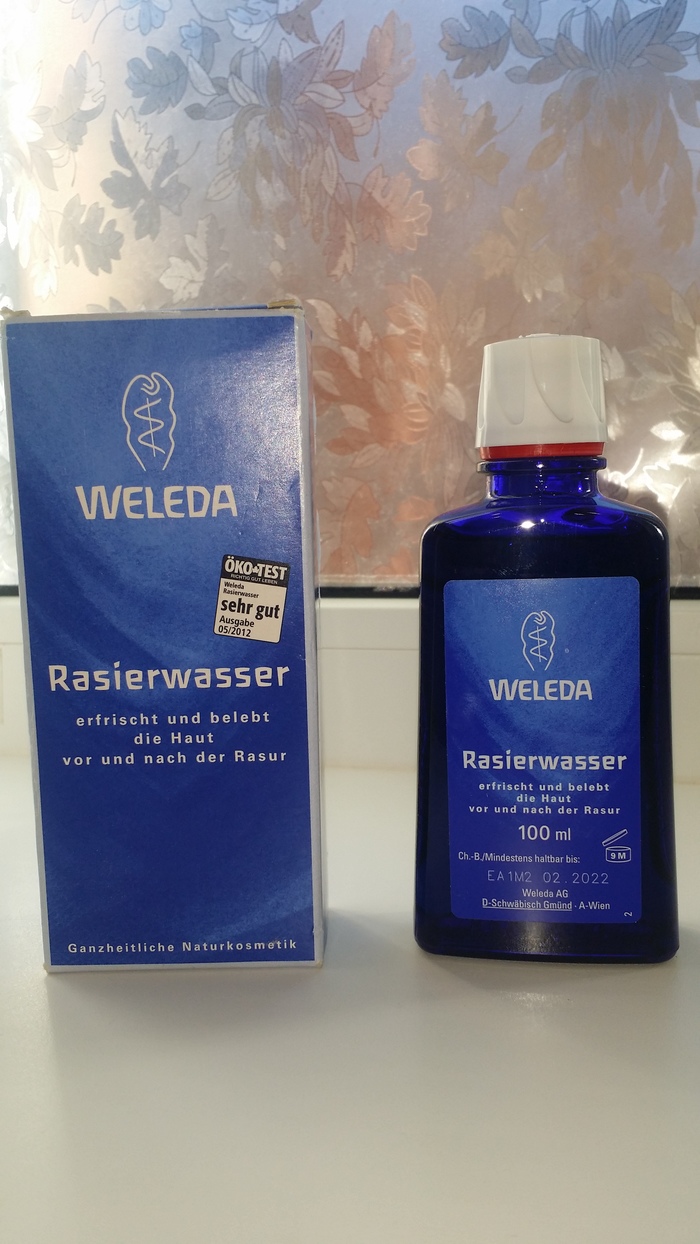 WELEDA
ÖKO-TEST
RICHTIG GUT LEBEN
Weleda
Rasierwasser
sehr gut
Ausgabe
05/2012
Rasierwasser
erfrischt und belebt
die Haut
vor und nach der Rasur
Ganzheitliche Naturkosmetik
WELEDA
Rasierwasser
erfrischt und belebt
die Haut
vor und nach der Rasur
100 ml
9 M
Ch.-B./Mindestens haltbar bis:
EA1M2 02.2022
Weleda AG
D-Schwäbisch Gmünd · A-Wien
2